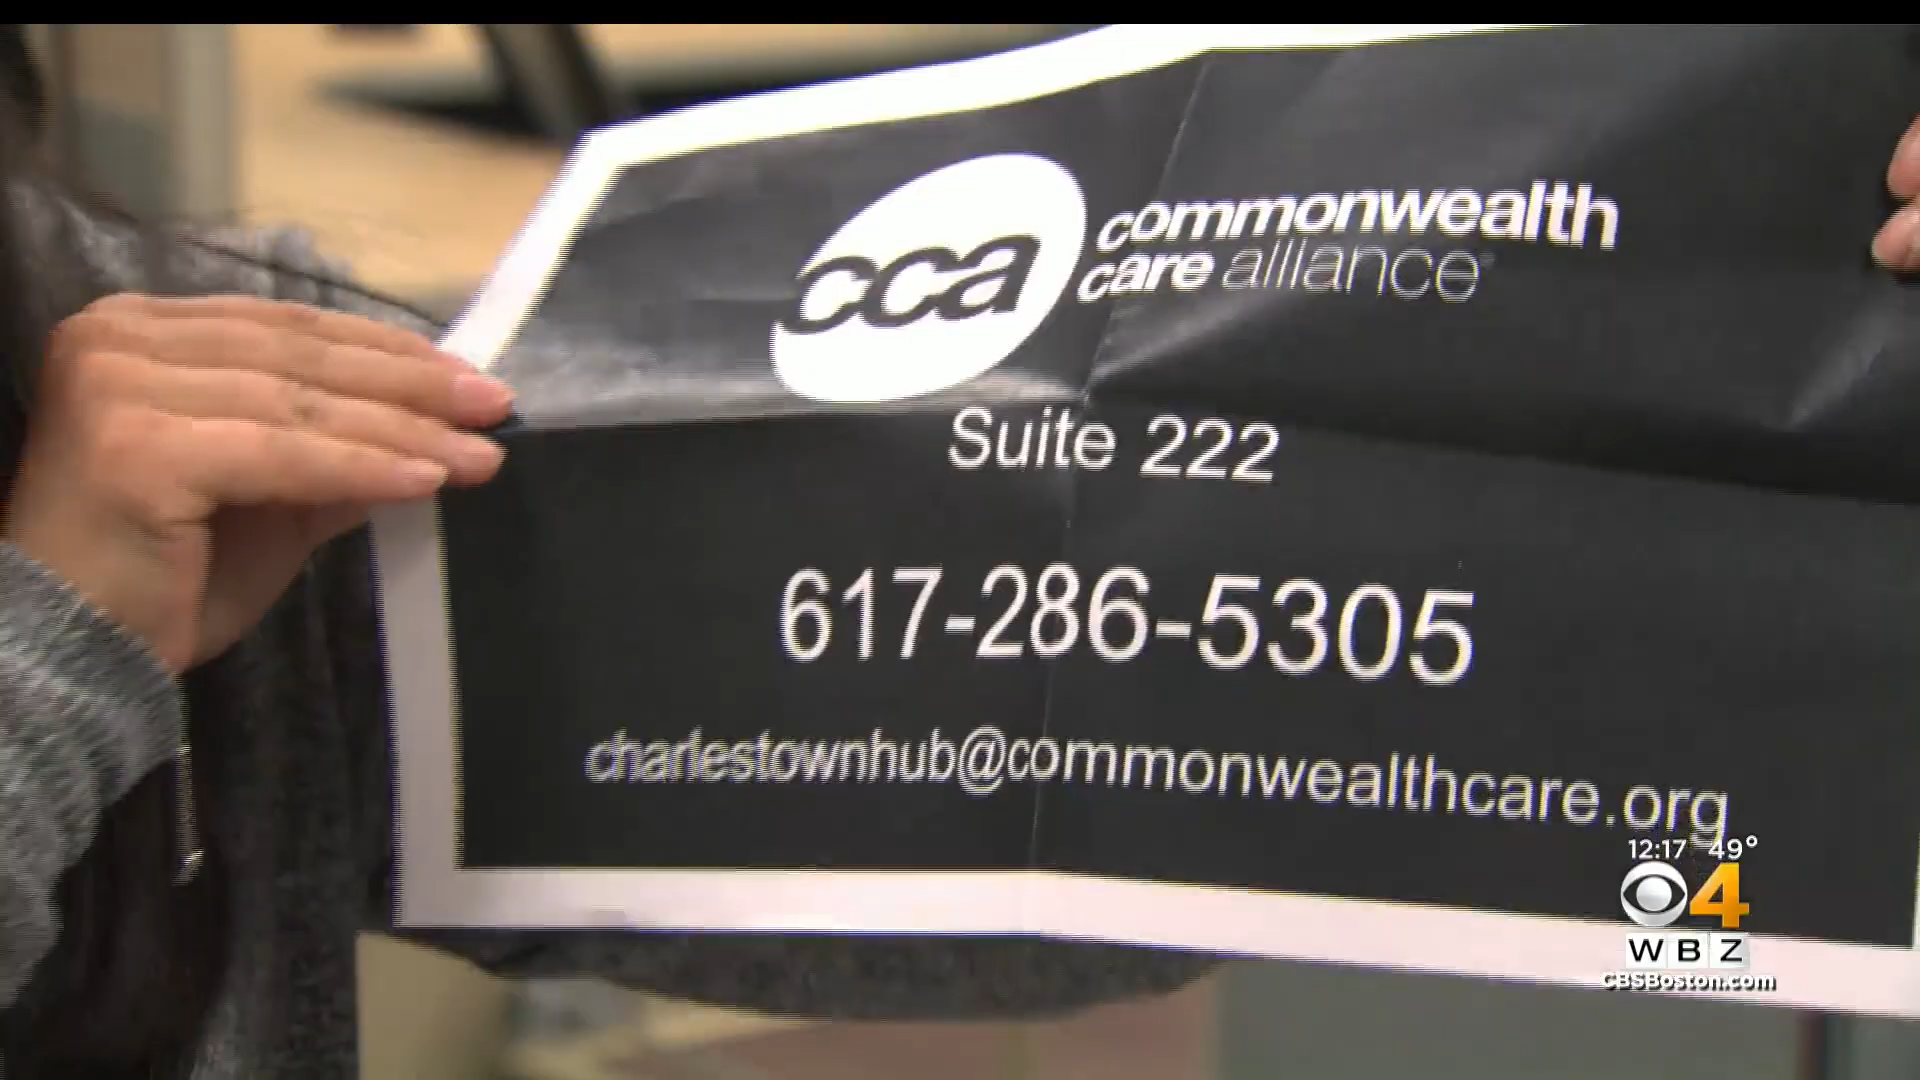 cca
commonwealth
care alliance
Suite 222
617-286-5305
charlestownhub@commonwealthcare.org
12:17 49°
4
WBZ
CBSBoston.com